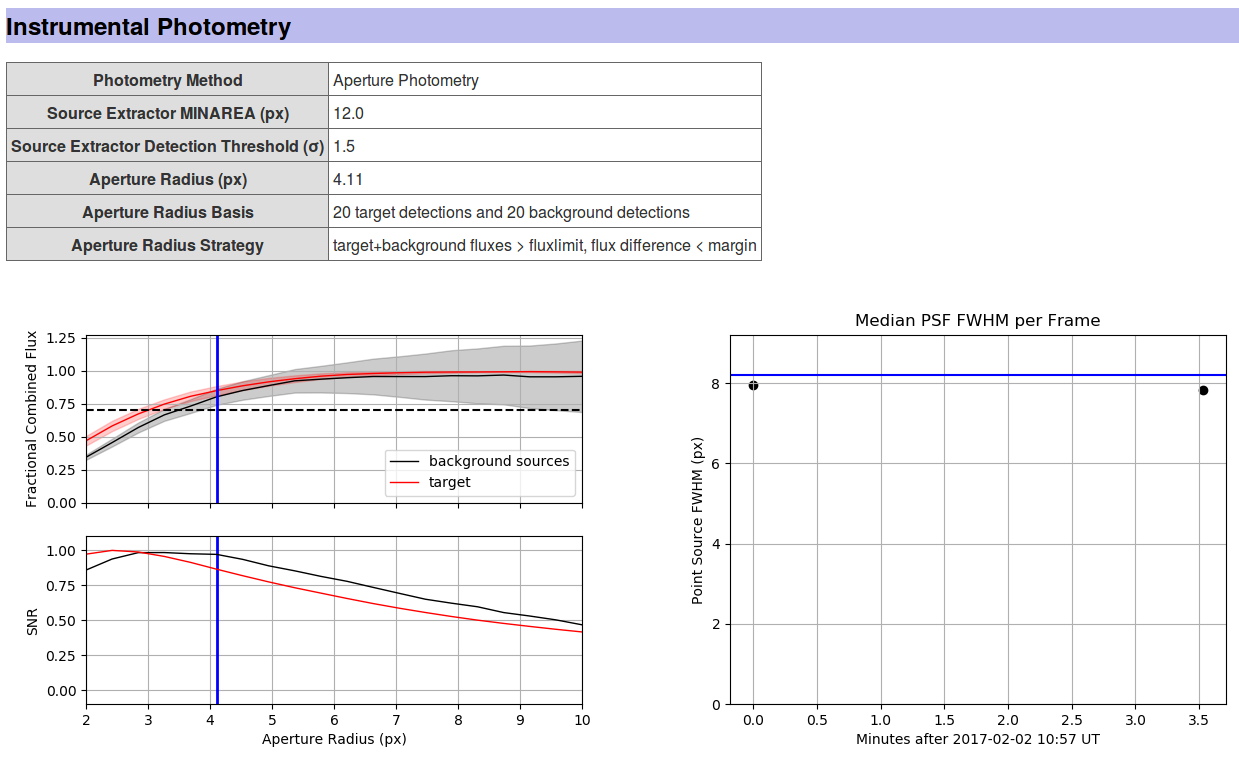 Instrumental Photometry
Photometry Method Aperture Photometry
Source Extractor MINAREA (px) 12.0
Source Extractor Detection Threshold (σ) 1.5
Aperture Radius (px) 4.11
Aperture Radius Basis 20 target detections and 20 background detections
Aperture Radius Strategy target+background fluxes > fluxlimit, flux difference < margin
Fractional Combined Flux
1.25
1.00
0.75
0.50
0.25
0.00
background sources
target
SNR
1.00
0.75
0.50
0.25
0.00
2 3 4 5 6 7 8 9 10
Aperture Radius (px)
Median PSF FWHM per Frame
Point Source FWHM (px)
8
6
4
2
0
0.0 0.5 1.0 1.5 2.0 2.5 3.0 3.5
Minutes after 2017-02-02 10:57 UT